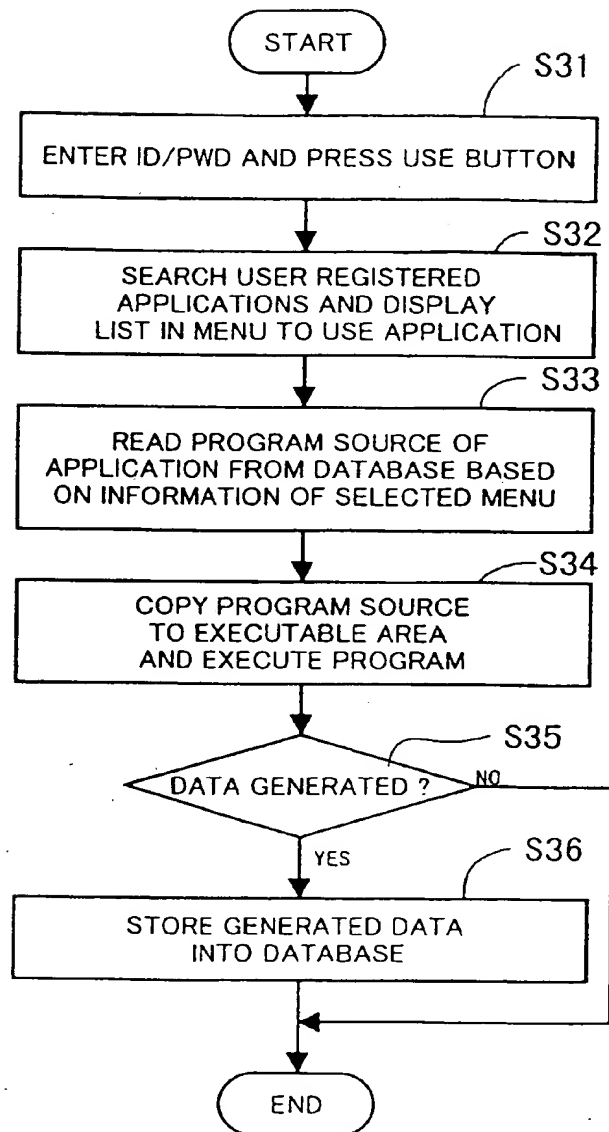 START
S31
ENTER ID/PWD AND PRESS USE BUTTON
S32
SEARCH USER REGISTERED
APPLICATIONS AND DISPLAY
LIST IN MENU TO USE APPLICATION
S33
READ PROGRAM SOURCE OF
APPLICATION FROM DATABASE BASED
ON INFORMATION OF SELECTED MENU
S34
COPY PROGRAM SOURCE
TO EXECUTABLE AREA
AND EXECUTE PROGRAM
S35
DATA GENERATED ?
NO
YES
S36
STORE GENERATED DATA
INTO DATABASE
END